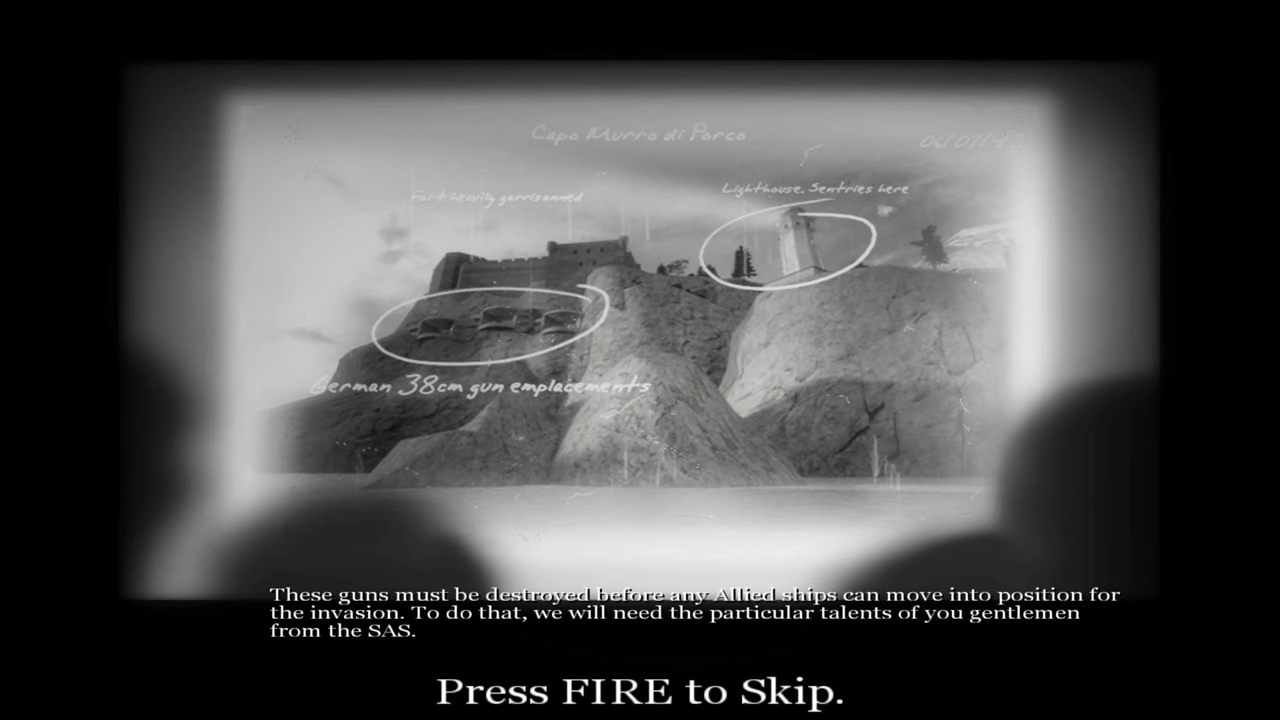 Capo Murro di Porco
06/07/43
Lighthouse. Sentries here
Fort heavily garrisonned
German 38cm gun emplacements
These guns must be destroyed before any Allied ships can move into position for
the invasion. To do that, we will need the particular talents of you gentlemen
from the SAS.
Press FIRE to Skip.